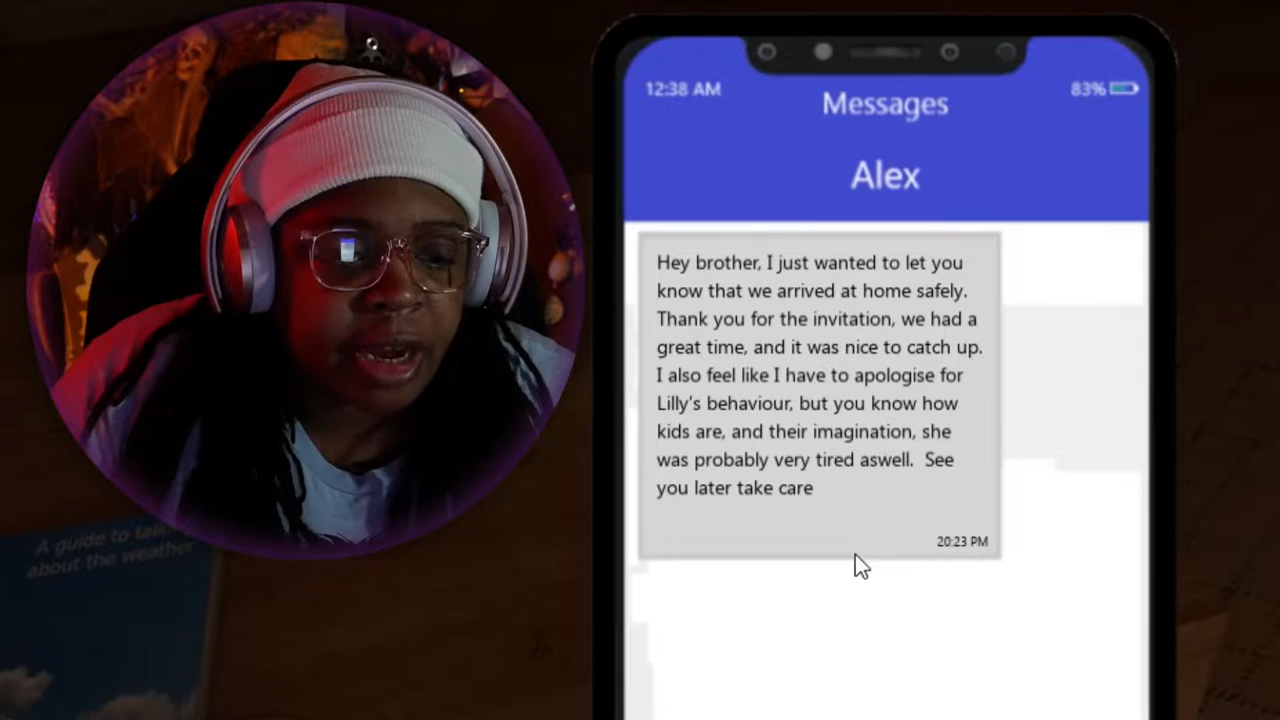 12:38 AM
83%
Messages
Alex
Hey brother, I just wanted to let you
know that we arrived at home safely.
Thank you for the invitation, we had a
great time, and it was nice to catch up.
I also feel like I have to apologise for
Lilly's behaviour, but you know how
kids are, and their imagination, she
was probably very tired aswell.  See
you later take care
20:23 PM
A guide to talking
about the weather